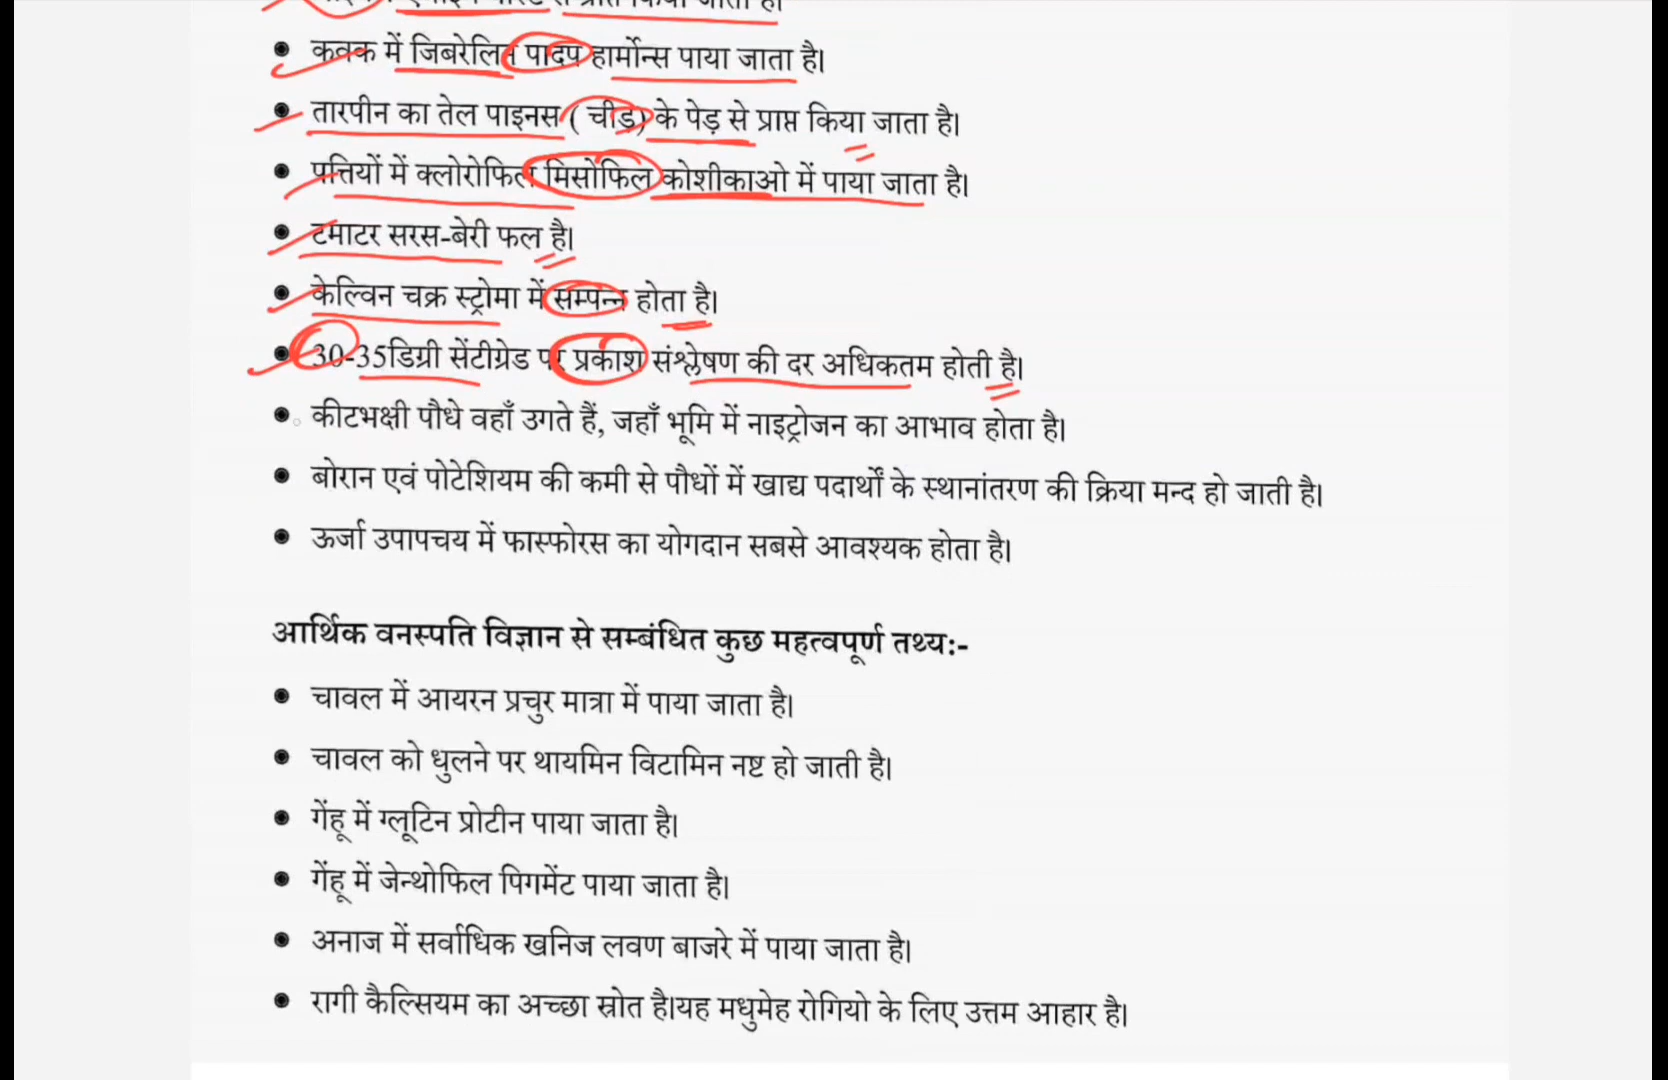 से प्राप्त किया जाता है।
कवक में जिबरेलिन पादप हार्मोन्स पाया जाता है।
तारपीन का तेल पाइनस ( चीड) के पेड़ से प्राप्त किया जाता है।
पत्तियों में क्लोरोफिल मिसोफिल कोशीकाओ में पाया जाता है।
टमाटर सरस-बेरी फल है।
केल्विन चक्र स्ट्रोमा में सम्पन्न होता है।
30-35डिग्री सेंटीग्रेड पर प्रकाश संश्लेषण की दर अधिकतम होती है।
कीटभक्षी पौधे वहाँ उगते हैं, जहाँ भूमि में नाइट्रोजन का आभाव होता है।
बोरान एवं पोटेशियम की कमी से पौधों में खाद्य पदार्थों के स्थानांतरण की क्रिया मन्द हो जाती है।
ऊर्जा उपापचय में फास्फोरस का योगदान सबसे आवश्यक होता है।
आर्थिक वनस्पति विज्ञान से सम्बंधित कुछ महत्वपूर्ण तथ्य:-
चावल में आयरन प्रचुर मात्रा में पाया जाता है।
चावल को धुलने पर थायमिन विटामिन नष्ट हो जाती है।
गेंहू में ग्लूटिन प्रोटीन पाया जाता है।
गेंहू में जेन्थोफिल पिगमेंट पाया जाता है।
अनाज में सर्वाधिक खनिज लवण बाजरे में पाया जाता है।
रागी कैल्सियम का अच्छा स्रोत है।यह मधुमेह रोगियो के लिए उत्तम आहार है।